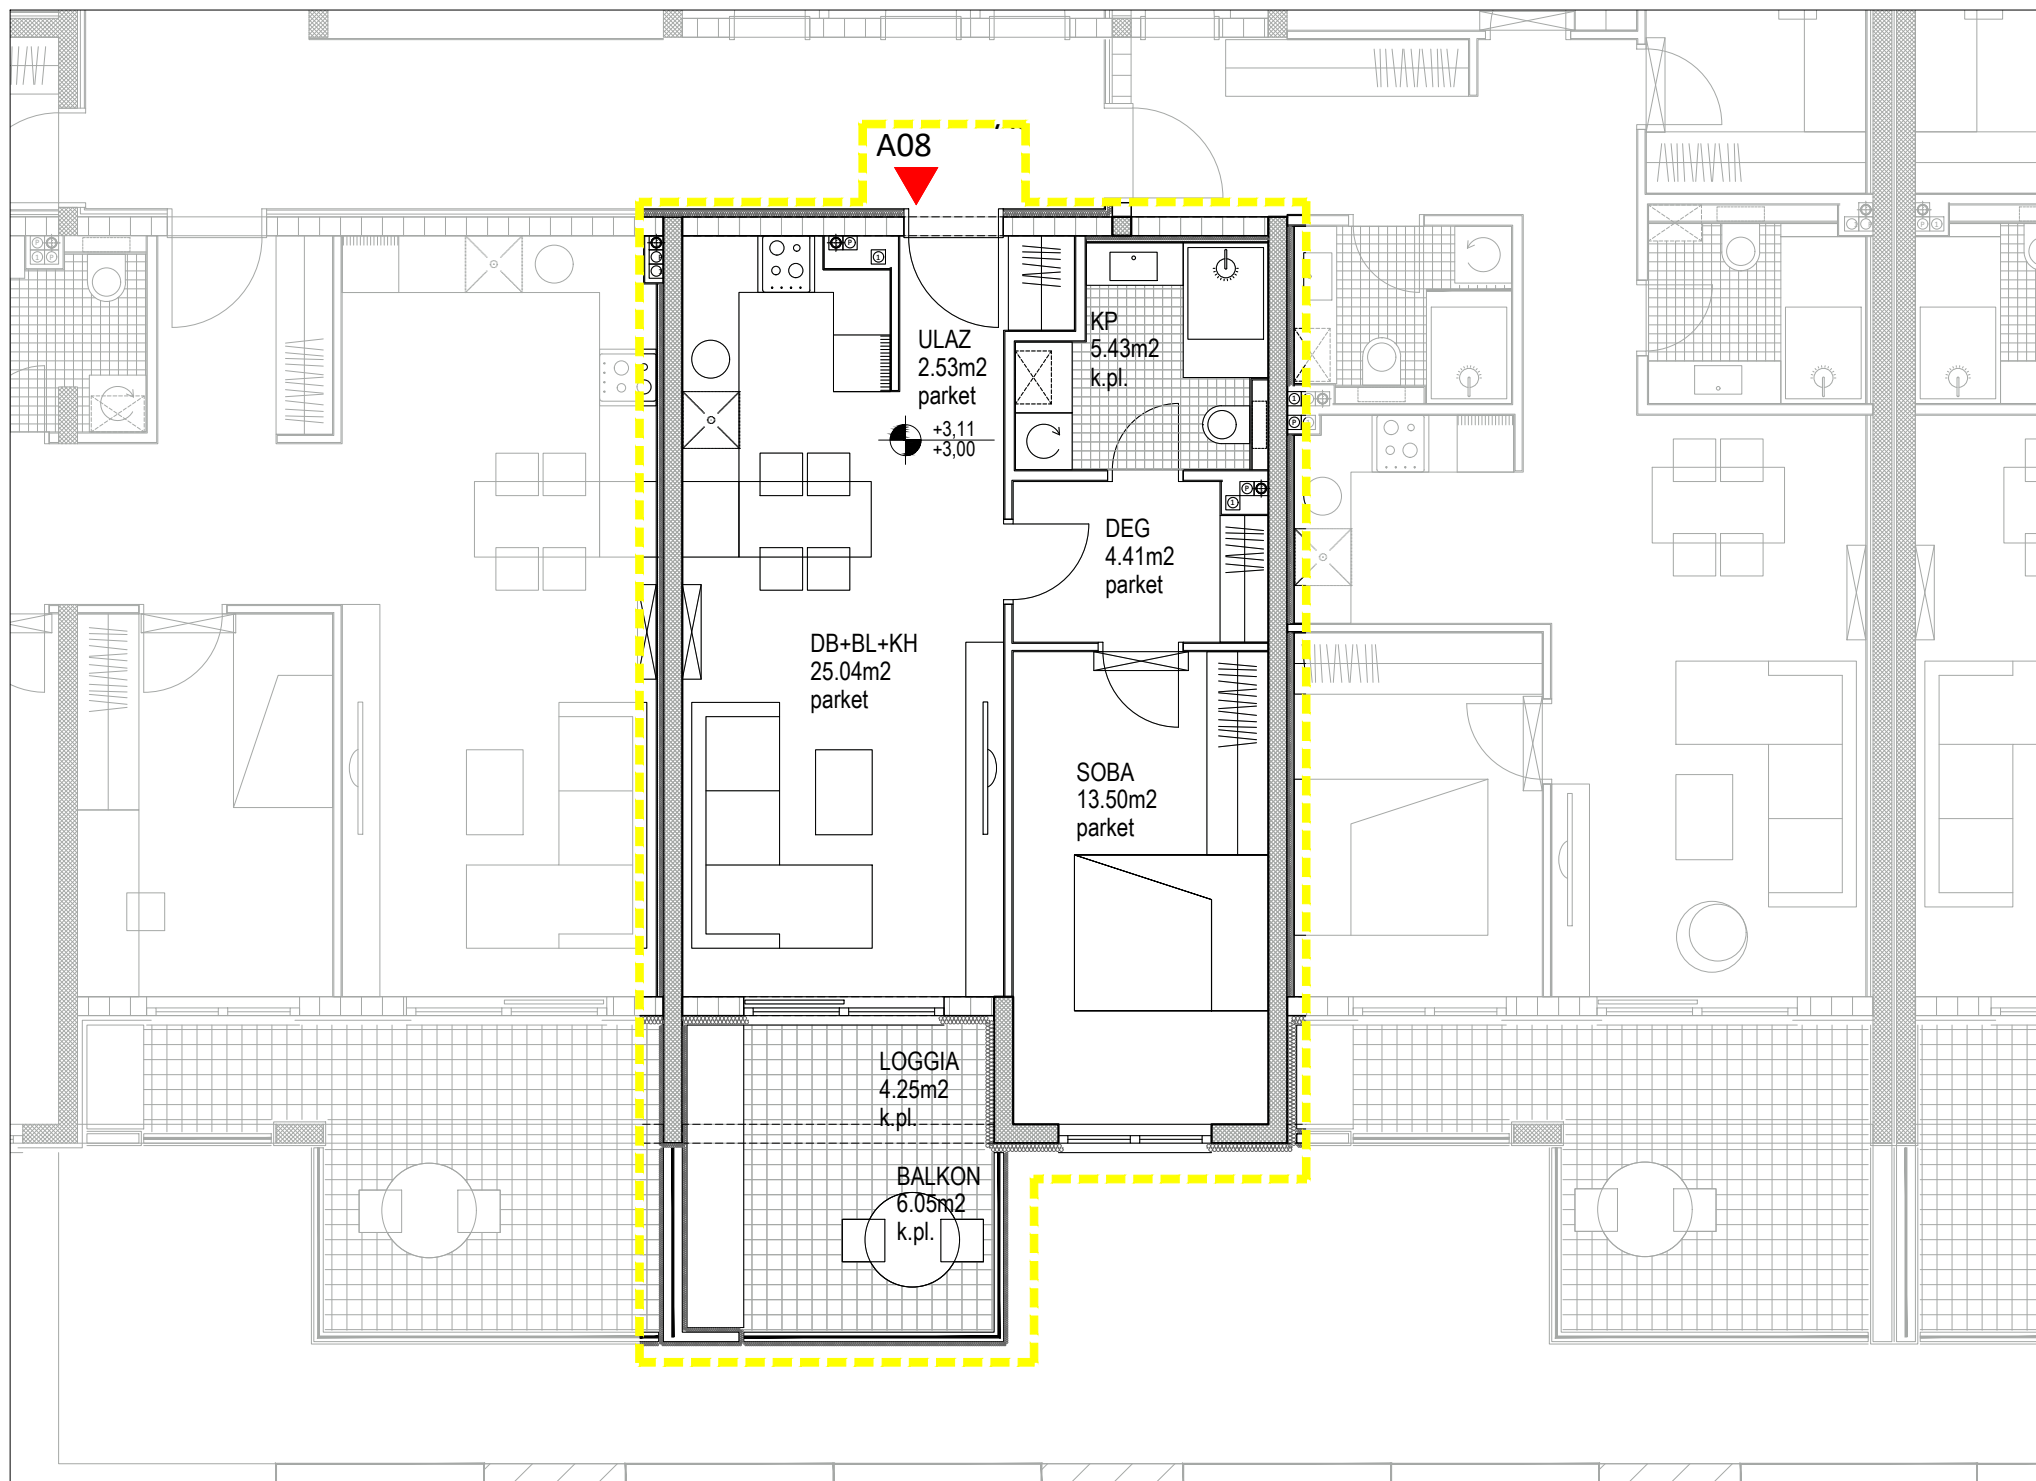 A08
ULAZ
2.53m2
parket
+3,11
+3,00
KP
5.43m2
k.pl.
DEG
4.41m2
parket
DB+BL+KH
25.04m2
parket
SOBA
13.50m2
parket
LOGGIA
4.25m2
k.pl.
BALKON
6.05m2
k.pl.